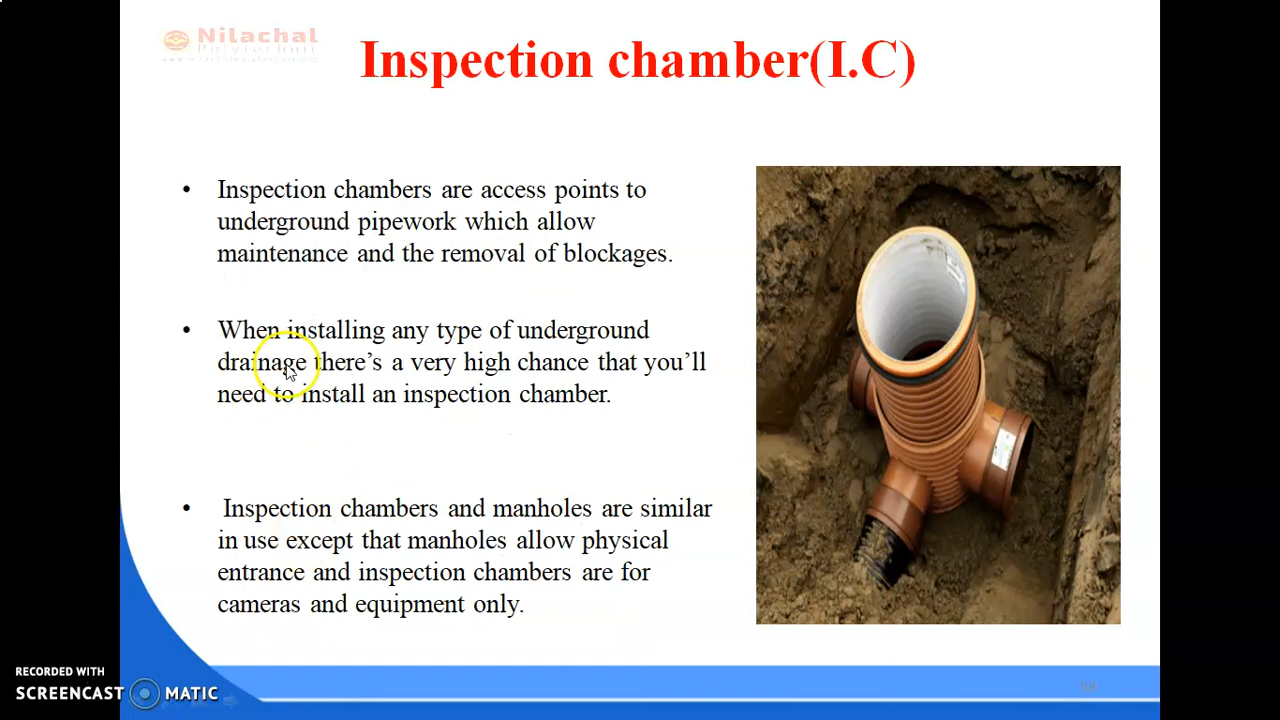 Nilachal
Polytechnic
Inspection chamber(I.C)
• Inspection chambers are access points to
underground pipework which allow
maintenance and the removal of blockages.
• When installing any type of underground
drainage there’s a very high chance that you’ll
need to install an inspection chamber.
• Inspection chambers and manholes are similar
in use except that manholes allow physical
entrance and inspection chambers are for
cameras and equipment only.
RECORDED WITH
SCREENCAST MATIC